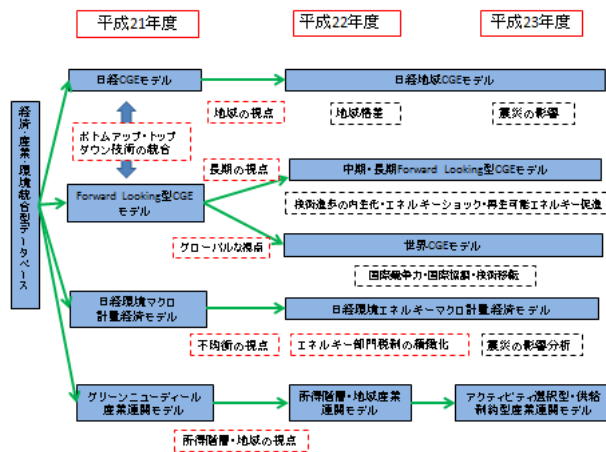 平成21年度
平成22年度
平成23年度
日経CGEモデル
日経地域CGEモデル
地域の視点
地域格差
震災の影響
ボトムアップ・トップ
ダウン技術の統合
経済・産業・環境統合型データベース
長期の視点
中期・長期Forward Looking型CGEモデル
Forward Looking型CGE
モデル
技術進歩の内生化・エネルギーショック・再生可能エネルギー促進
グローバルな視点
世界CGEモデル
国際競争力・国際協調・技術移転
日経環境マクロ
計量経済モデル
日経環境エネルギーマクロ計量経済モデル
不均衡の視点
エネルギー部門税制の精緻化
震災の影響分析
グリーンニューディール
産業連関モデル
所得階層・地域産業
連関モデル
アクティビティ選択型・供給
制約型産業連関モデル
所得階層・地域の視点